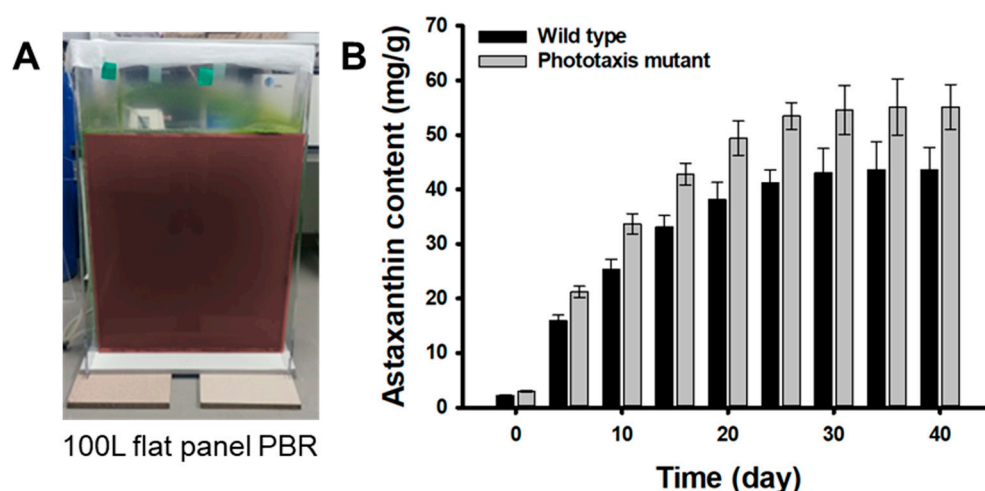 A
100L flat panel PBR
B
Wild type
Phototaxis mutant
Astaxanthin content (mg/g)
70
60
50
40
30
20
10
0
0 10 20 30 40
Time (day)